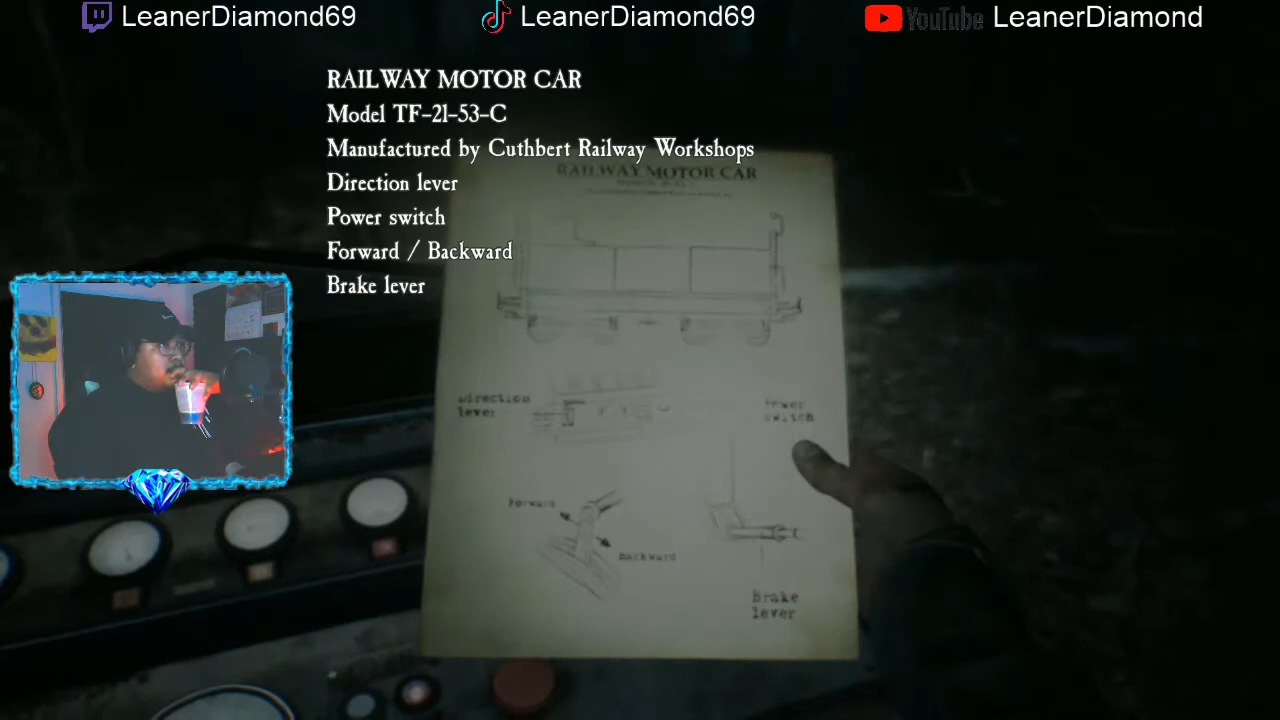 LeanerDiamond69
LeanerDiamond69
YouTube LeanerDiamond
RAILWAY MOTOR CAR
Model TF-21-53-C
Manufactured by Cuthbert Railway Workshops
Direction lever
Power switch
Forward / Backward
Brake lever
RAILWAY MOTOR CAR
Direction
lever
Power
switch
Forward
Backward
Brake
lever